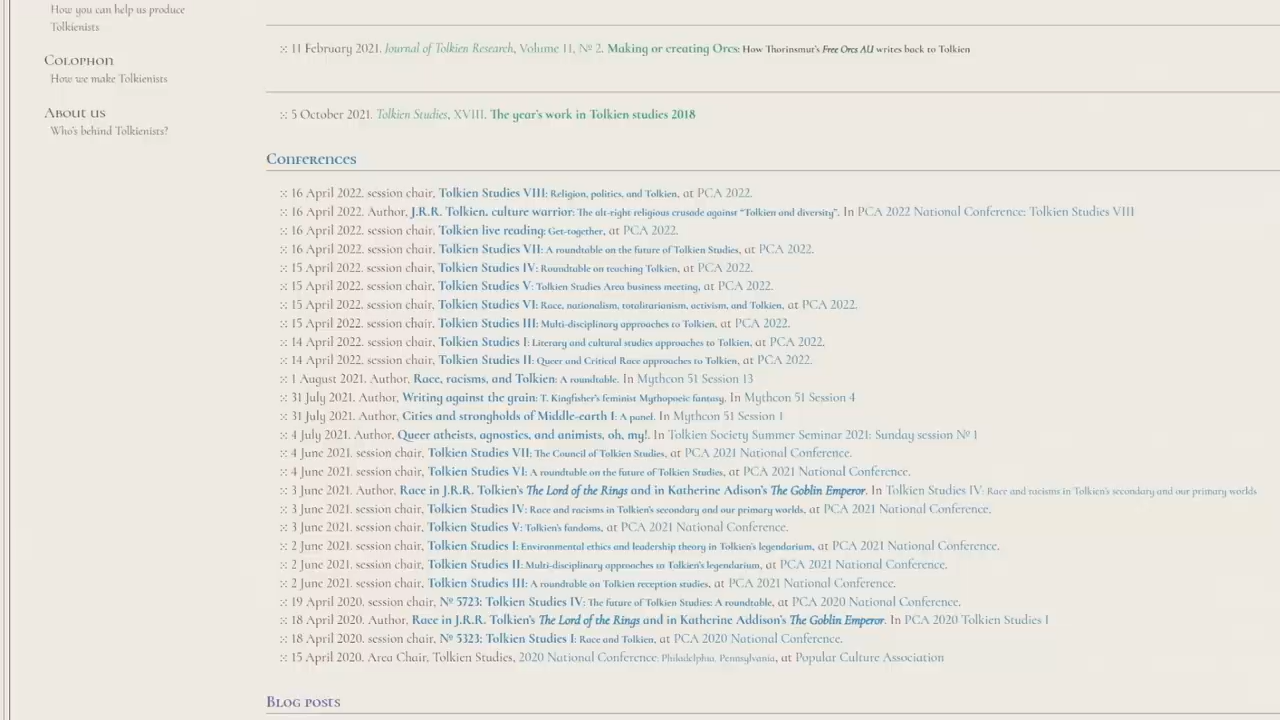 How you can help us produce
Tolkienists
Colophon
How we make Tolkienists
About us
Who's behind Tolkienists?
⁙ 11 February 2021. Journal of Tolkien Research, Volume 11, № 2. Making or creating Orcs: How Thorinsmut's Free Orcs AU writes back to Tolkien
⁙ 5 October 2021. Tolkien Studies, XVIII. The year's work in Tolkien studies 2018
Conferences
⁙ 16 April 2022. session chair, Tolkien Studies VIII: Religion, politics, and Tolkien, at PCA 2022.
⁙ 16 April 2022. Author, J.R.R. Tolkien, culture warrior: The alt-right religious crusade against “Tolkien and diversity”. In PCA 2022 National Conference: Tolkien Studies VIII
⁙ 16 April 2022. session chair, Tolkien live reading: Get-together, at PCA 2022.
⁙ 16 April 2022. session chair, Tolkien Studies VII: A roundtable on the future of Tolkien Studies, at PCA 2022.
⁙ 15 April 2022. session chair, Tolkien Studies IV: Roundtable on teaching Tolkien, at PCA 2022.
⁙ 15 April 2022. session chair, Tolkien Studies V: Tolkien Studies Area business meeting, at PCA 2022.
⁙ 15 April 2022. session chair, Tolkien Studies VI: Race, nationalism, totalitarianism, activism, and Tolkien, at PCA 2022.
⁙ 15 April 2022. session chair, Tolkien Studies III: Multi-disciplinary approaches to Tolkien, at PCA 2022.
⁙ 14 April 2022. session chair, Tolkien Studies I: Literary and cultural studies approaches to Tolkien, at PCA 2022.
⁙ 14 April 2022. session chair, Tolkien Studies II: Queer and Critical Race approaches to Tolkien, at PCA 2022.
⁙ 1 August 2021. Author, Race, racisms, and Tolkien: A roundtable. In Mythcon 51 Session 13
⁙ 31 July 2021. Author, Writing against the grain: T. Kingfisher's feminist Mythopoeic fantasy. In Mythcon 51 Session 4
⁙ 31 July 2021. Author, Cities and strongholds of Middle-earth I: A panel. In Mythcon 51 Session 1
⁙ 4 July 2021. Author, Queer atheists, agnostics, and animists, oh, my!. In Tolkien Society Summer Seminar 2021: Sunday session № 1
⁙ 4 June 2021. session chair, Tolkien Studies VII: The Council of Tolkien Studies, at PCA 2021 National Conference.
⁙ 4 June 2021. session chair, Tolkien Studies VI: A roundtable on the future of Tolkien Studies, at PCA 2021 National Conference.
⁙ 3 June 2021. Author, Race in J.R.R. Tolkien's The Lord of the Rings and in Katherine Adison's The Goblin Emperor. In Tolkien Studies IV: Race and racisms in Tolkien's secondary and our primary worlds
⁙ 3 June 2021. session chair, Tolkien Studies IV: Race and racisms in Tolkien's secondary and our primary worlds, at PCA 2021 National Conference.
⁙ 3 June 2021. session chair, Tolkien Studies V: Tolkien's fandoms, at PCA 2021 National Conference.
⁙ 2 June 2021. session chair, Tolkien Studies I: Environmental ethics and leadership theory in Tolkien's legendarium, at PCA 2021 National Conference.
⁙ 2 June 2021. session chair, Tolkien Studies II: Multi-disciplinary approaches to Tolkien's legendarium, at PCA 2021 National Conference.
⁙ 2 June 2021. session chair, Tolkien Studies III: A roundtable on Tolkien reception studies, at PCA 2021 National Conference.
⁙ 19 April 2020. session chair, № 5723: Tolkien Studies IV: The future of Tolkien Studies: A roundtable, at PCA 2020 National Conference.
⁙ 18 April 2020. Author, Race in J.R.R. Tolkien's The Lord of the Rings and in Katherine Addison's The Goblin Emperor. In PCA 2020 Tolkien Studies I
⁙ 18 April 2020. session chair, № 5323: Tolkien Studies I: Race and Tolkien, at PCA 2020 National Conference.
⁙ 15 April 2020. Area Chair, Tolkien Studies, 2020 National Conference: Philadelphia, Pennsylvania, at Popular Culture Association
Blog posts